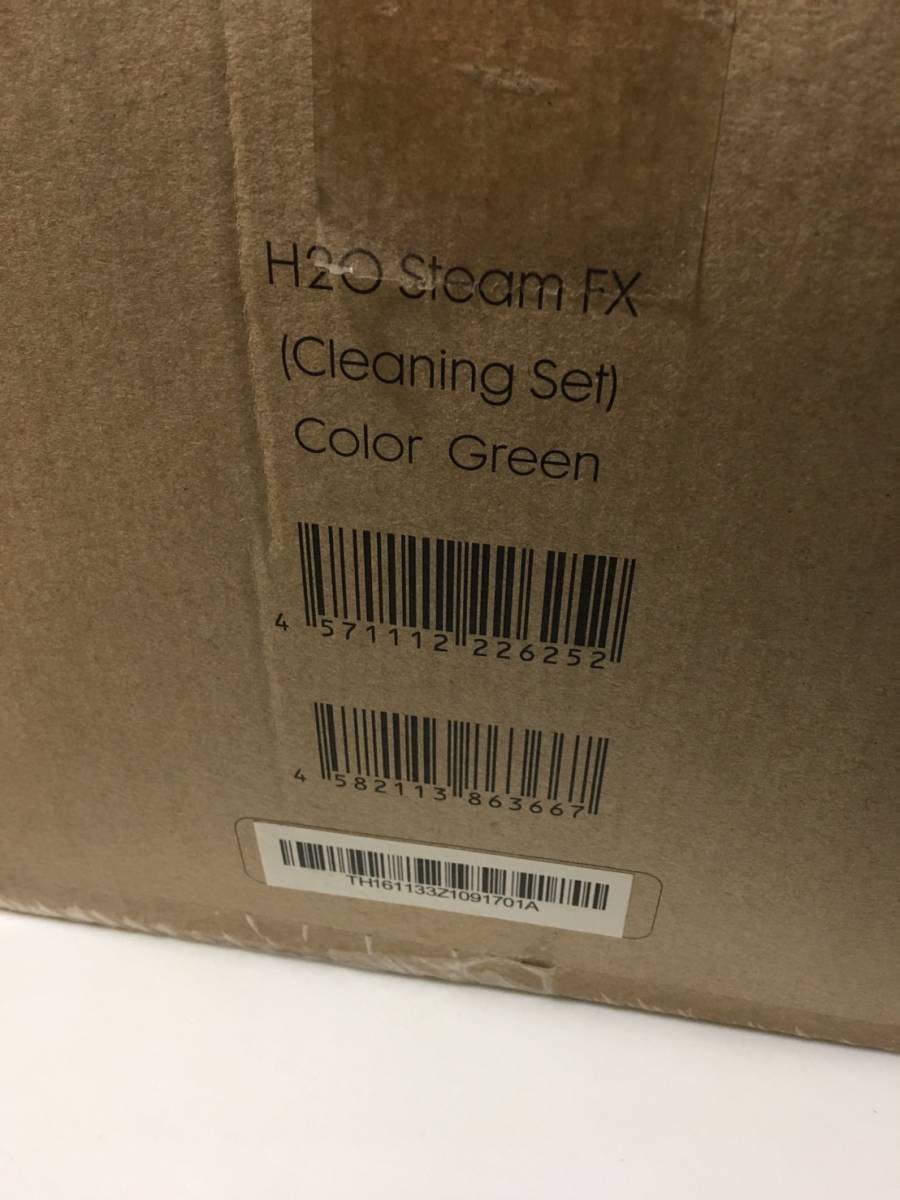 H2O Steam FX
(Cleaning Set)
Color Green
4 571112 226252
4 582113 863667
TH161133Z1091701A